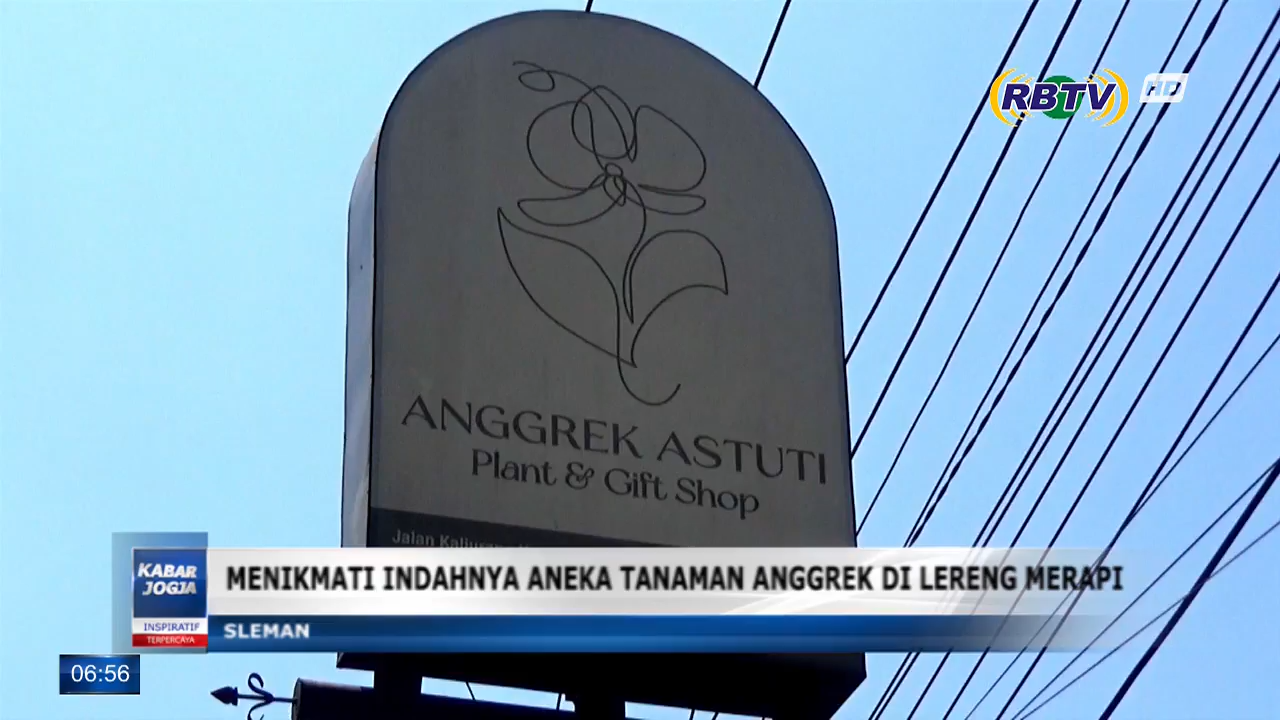 RBTV HD
ANGGREK ASTUTI
Plant & Gift Shop
Jalan
KABAR
JOGJA
MENIKMATI INDAHNYA ANEKA TANAMAN ANGGREK DI LERENG MERAPI
INSPIRATIF
TERPERCAYA
SLEMAN
06:56